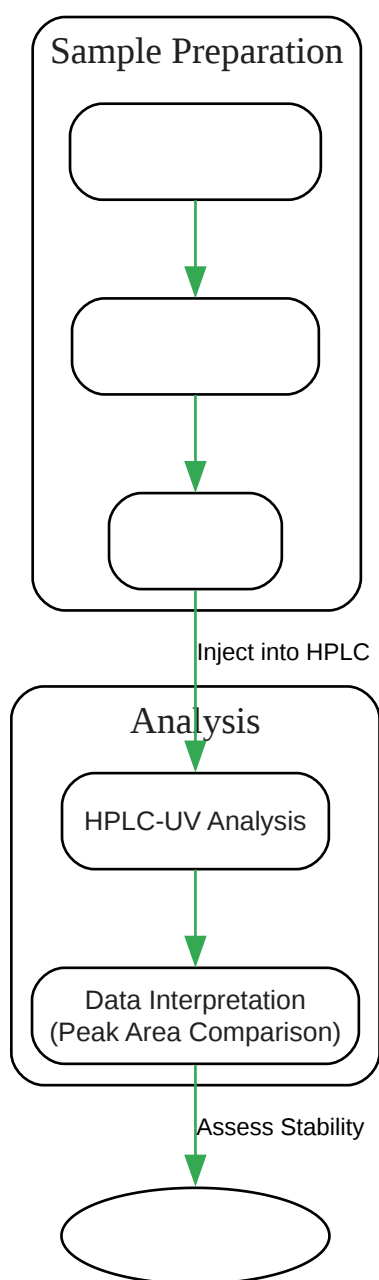 Sample Preparation
Inject into HPLC
Analysis
HPLC-UV Analysis
Data Interpretation
(Peak Area Comparison)
Assess Stability